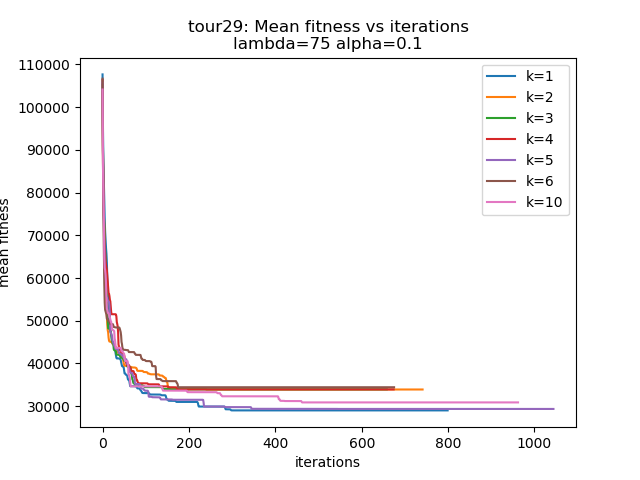 tour29: Mean fitness vs iterations
lambda=75 alpha=0.1
mean fitness
110000
100000
90000
80000
70000
60000
50000
40000
30000
0
200
400
600
800
1000
iterations
k=1
k=2
k=3
k=4
k=5
k=6
k=10